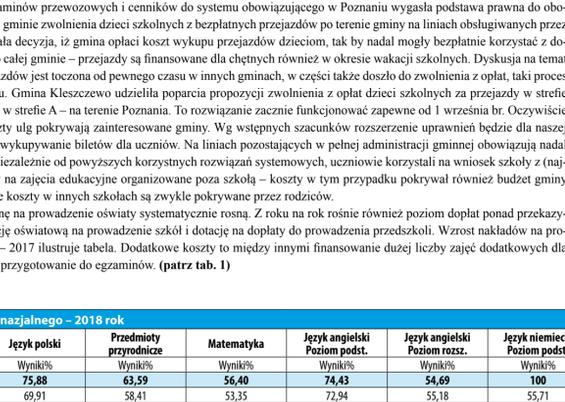 aminów przewozowych i cenników do systemu obowiązującego w Poznaniu wygasła podstawa prawna do obo-
gminie zwolnienia dzieci szkolnych z bezpłatnych przejazdów po terenie gminy na liniach obsługiwanych przez
ała decyzja, iż gmina opłaci koszt wykupu przejazdów dzieciom, tak by nadal mogły bezpłatnie korzystać z do-
całej gminie – przejazdy są finansowane dla chętnych również w okresie wakacji szkolnych. Dyskusja na temat
azdów jest toczona od pewnego czasu w innych gminach, w części także doszło do zwolnienia z opłat, taki proces
u. Gmina Kleszczewo udzieliła poparcia propozycji zwolnienia z opłat dzieci szkolnych za przejazdy w strefie
w strefie A – na terenie Poznania. To rozwiązanie zacznie funkcjonować zapewne od 1 września br. Oczywiście
zty ulg pokrywają zainteresowane gminy. Wg wstępnych szacunków rozszerzenie uprawnień będzie dla naszej
wykupywanie biletów dla uczniów. Na liniach pozostających w pełnej administracji gminnej obowiązują nadal
iezależnie od powyższych korzystnych rozwiązań systemowych, uczniowie korzystali na wniosek szkoły z (naj-
na zajęcia edukacyjne organizowane poza szkołą – koszty w tym przypadku pokrywał również budżet gminy
e koszty w innych szkołach są zwykle pokrywane przez rodziców.
nę na prowadzenie oświaty systematycznie rosną. Z roku na rok rośnie również poziom dopłat ponad przekazy-
cję oświatową na prowadzenie szkół i dotację na dopłaty do prowadzenia przedszkoli. Wzrost nakładów na pro-
– 2017 ilustruje tabela. Dodatkowe koszty to między innymi finansowanie dużej liczby zajęć dodatkowych dla
przygotowanie do egzaminów. (patrz tab. 1)
nazjalnego – 2018 rok
Język polski Przedmioty przyrodnicze Matematyka Język angielski Poziom podst. Język angielski Poziom rozsz. Język niemiec Poziom podst
Wyniki% Wyniki% Wyniki% Wyniki% Wyniki% Wyniki%
75,88 63,59 56,40 74,43 54,69 100
69,91 58,41 53,35 72,94 55,18 55,71